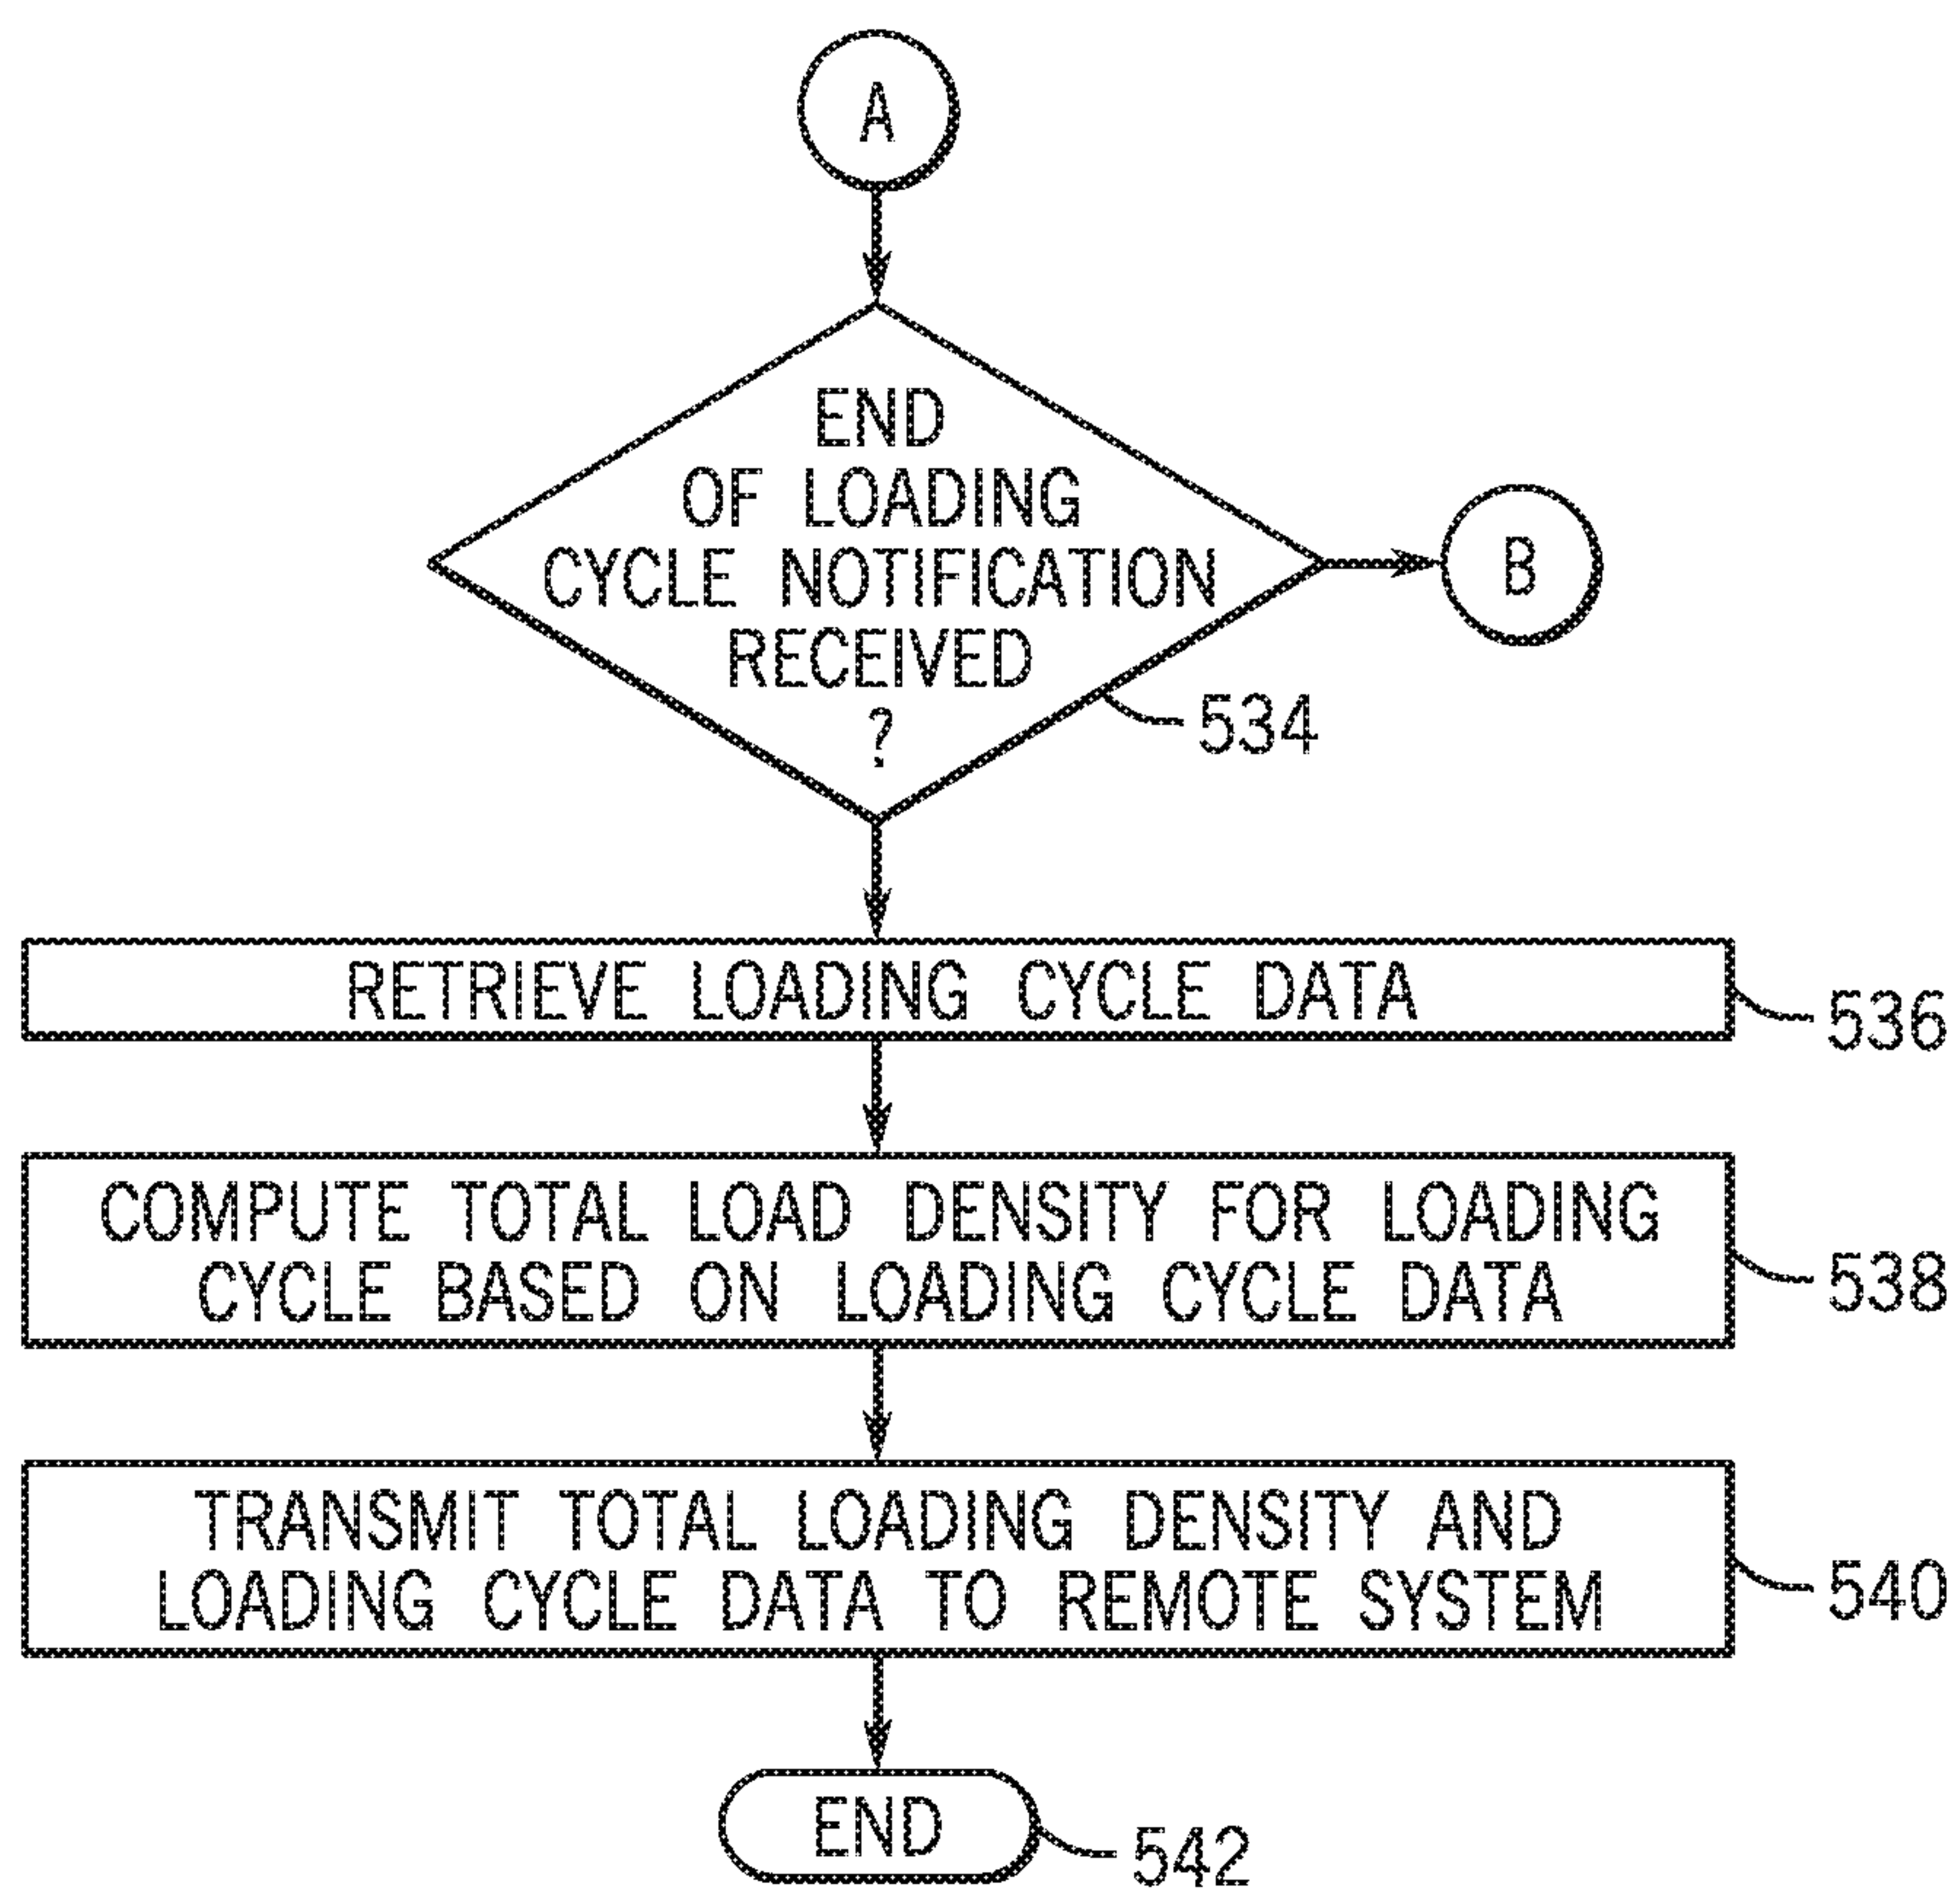 A
END
OF LOADING
CYCLE NOTIFICATION
RECEIVED
?
B
534
RETRIEVE LOADING CYCLE DATA
536
COMPUTE TOTAL LOAD DENSITY FOR LOADING
CYCLE BASED ON LOADING CYCLE DATA
538
TRANSMIT TOTAL LOADING DENSITY AND
LOADING CYCLE DATA TO REMOTE SYSTEM
540
END
542